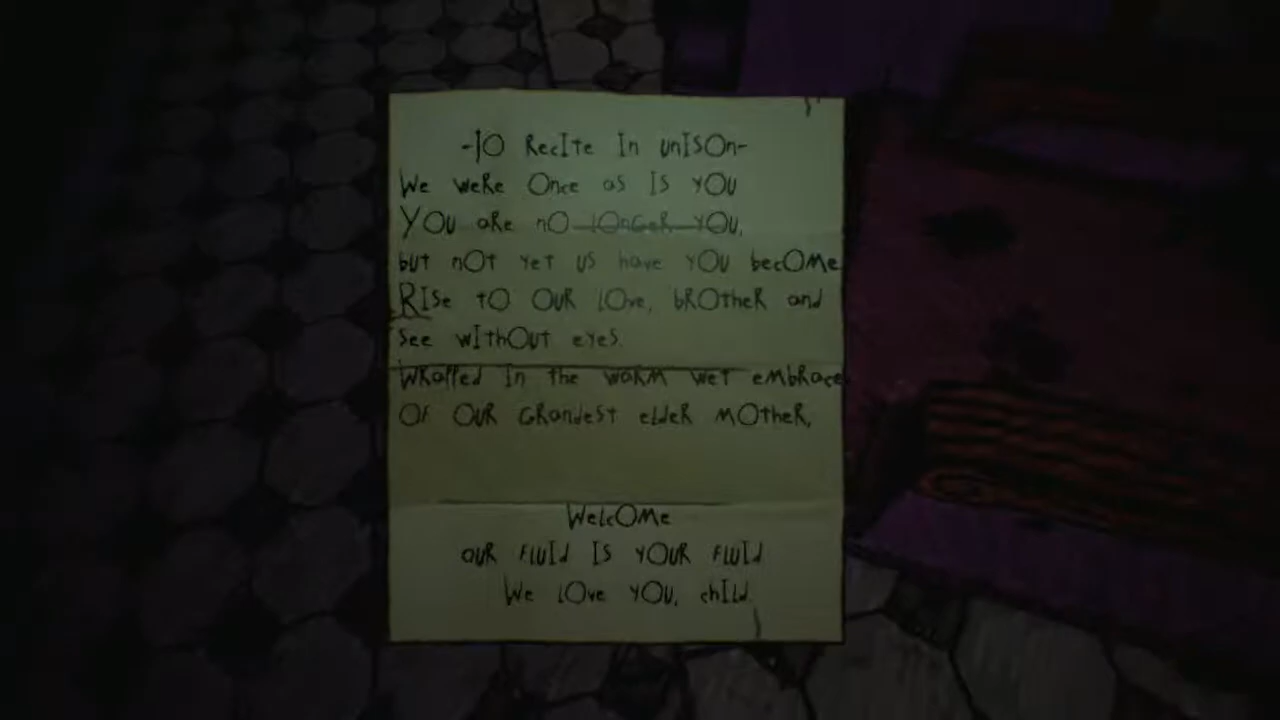 -TO RecIte In unISOn-
We weRe Once as IS YOU
YOU aRe nO lOnGeR YOU,
but nOt Yet US have YOU becOMe
RISe tO OUR lOve, bROtheR and
See wIthOUt eYeS.
WRaPPed In the waRM wet eMbRace
OF OUR GRandeSt eldeR MOtheR,
WelcOMe
OUR FlUId IS YOUR FlUId
We lOve YOU, chIld.